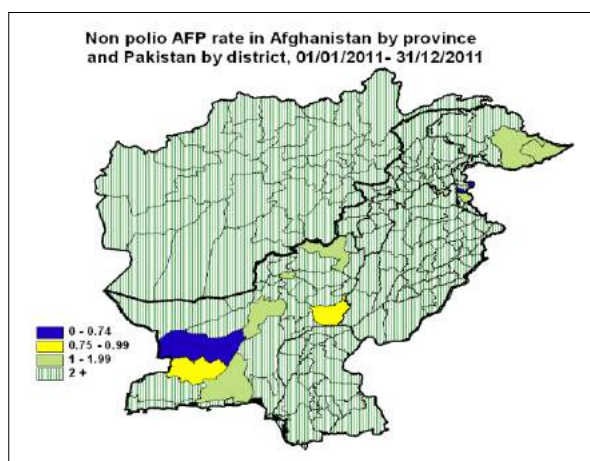 Non polio AFP rate in Afghanistan by province
and Pakistan by district, 01/01/2011- 31/12/2011
0 - 0.74
0.75 - 0.99
1 - 1.99
2 +